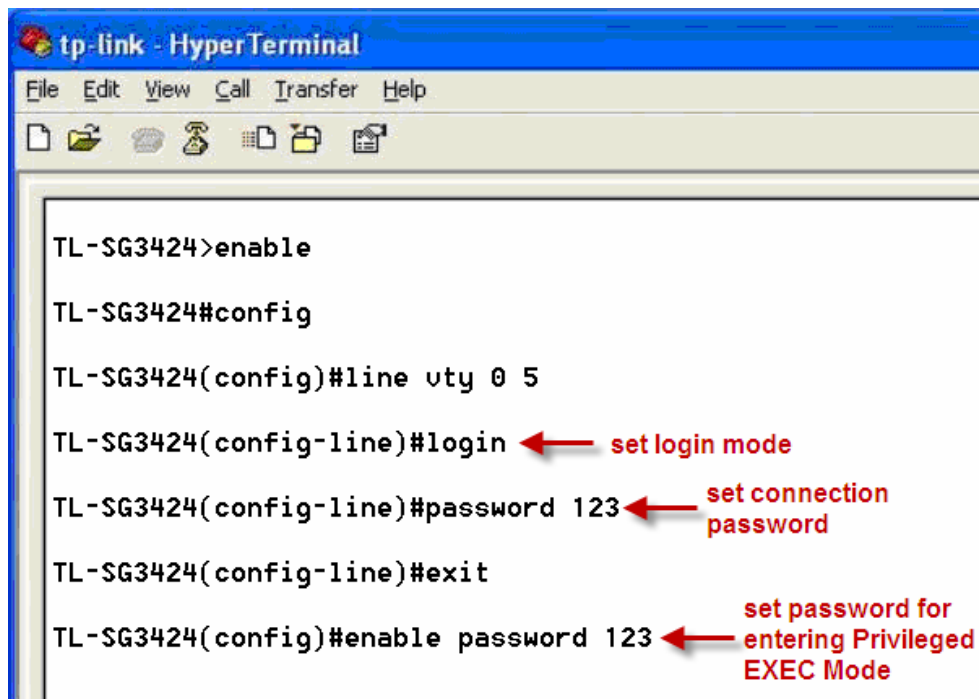 tp-link - HyperTerminal
File Edit View Call Transfer Help
TL-SG3424>enable
TL-SG3424#config
TL-SG3424(config)#line vty 0 5
TL-SG3424(config-line)#login
set login mode
TL-SG3424(config-line)#password 123
set connection
password
TL-SG3424(config-line)#exit
TL-SG3424(config)#enable password 123
set password for
entering Privileged
EXEC Mode